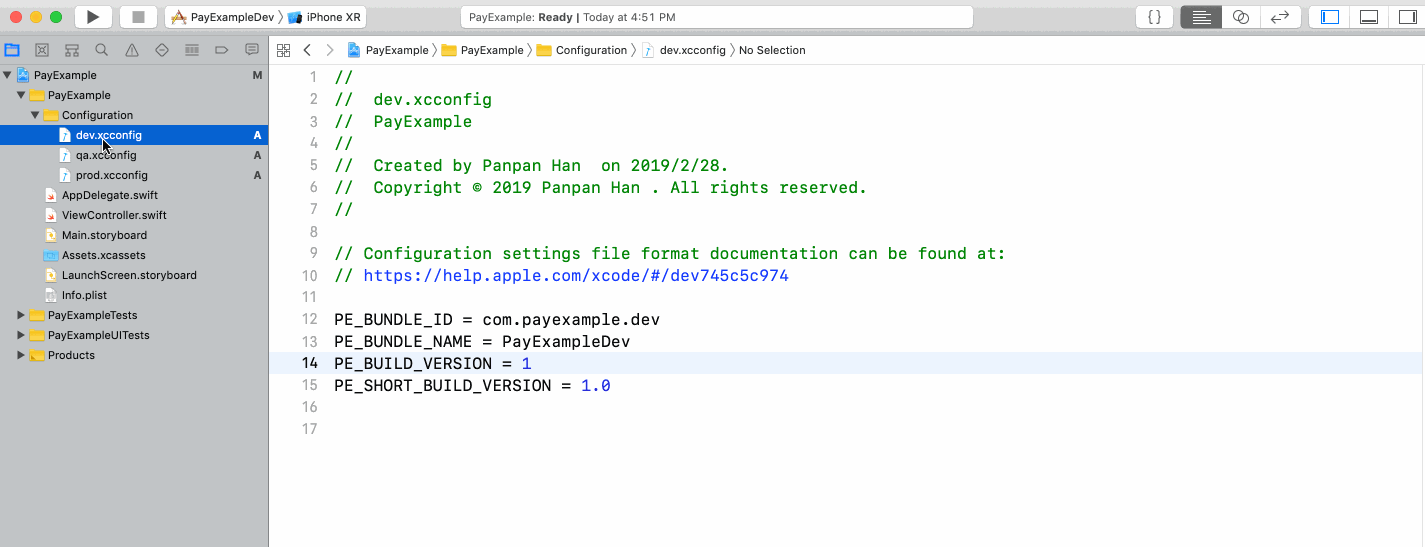 PayExampleDev 〉 iPhone XR
PayExample: Ready | Today at 4:51 PM
{ }
PayExample 〉 PayExample 〉 Configuration 〉 dev.xcconfig 〉 No Selection
PayExample M
PayExample
Configuration
dev.xcconfig A
qa.xcconfig A
prod.xcconfig A
AppDelegate.swift
ViewController.swift
Main.storyboard
Assets.xcassets
LaunchScreen.storyboard
Info.plist
PayExampleTests
PayExampleUITests
Products
1 //
2 //  dev.xcconfig
3 //  PayExample
4 //
5 //  Created by Panpan Han  on 2019/2/28.
6 //  Copyright © 2019 Panpan Han . All rights reserved.
7 //
8
9 // Configuration settings file format documentation can be found at:
10 // https://help.apple.com/xcode/#/dev745c5c974
11
12 PE_BUNDLE_ID = com.payexample.dev
13 PE_BUNDLE_NAME = PayExampleDev
14 PE_BUILD_VERSION = 1
15 PE_SHORT_BUILD_VERSION = 1.0
16
17